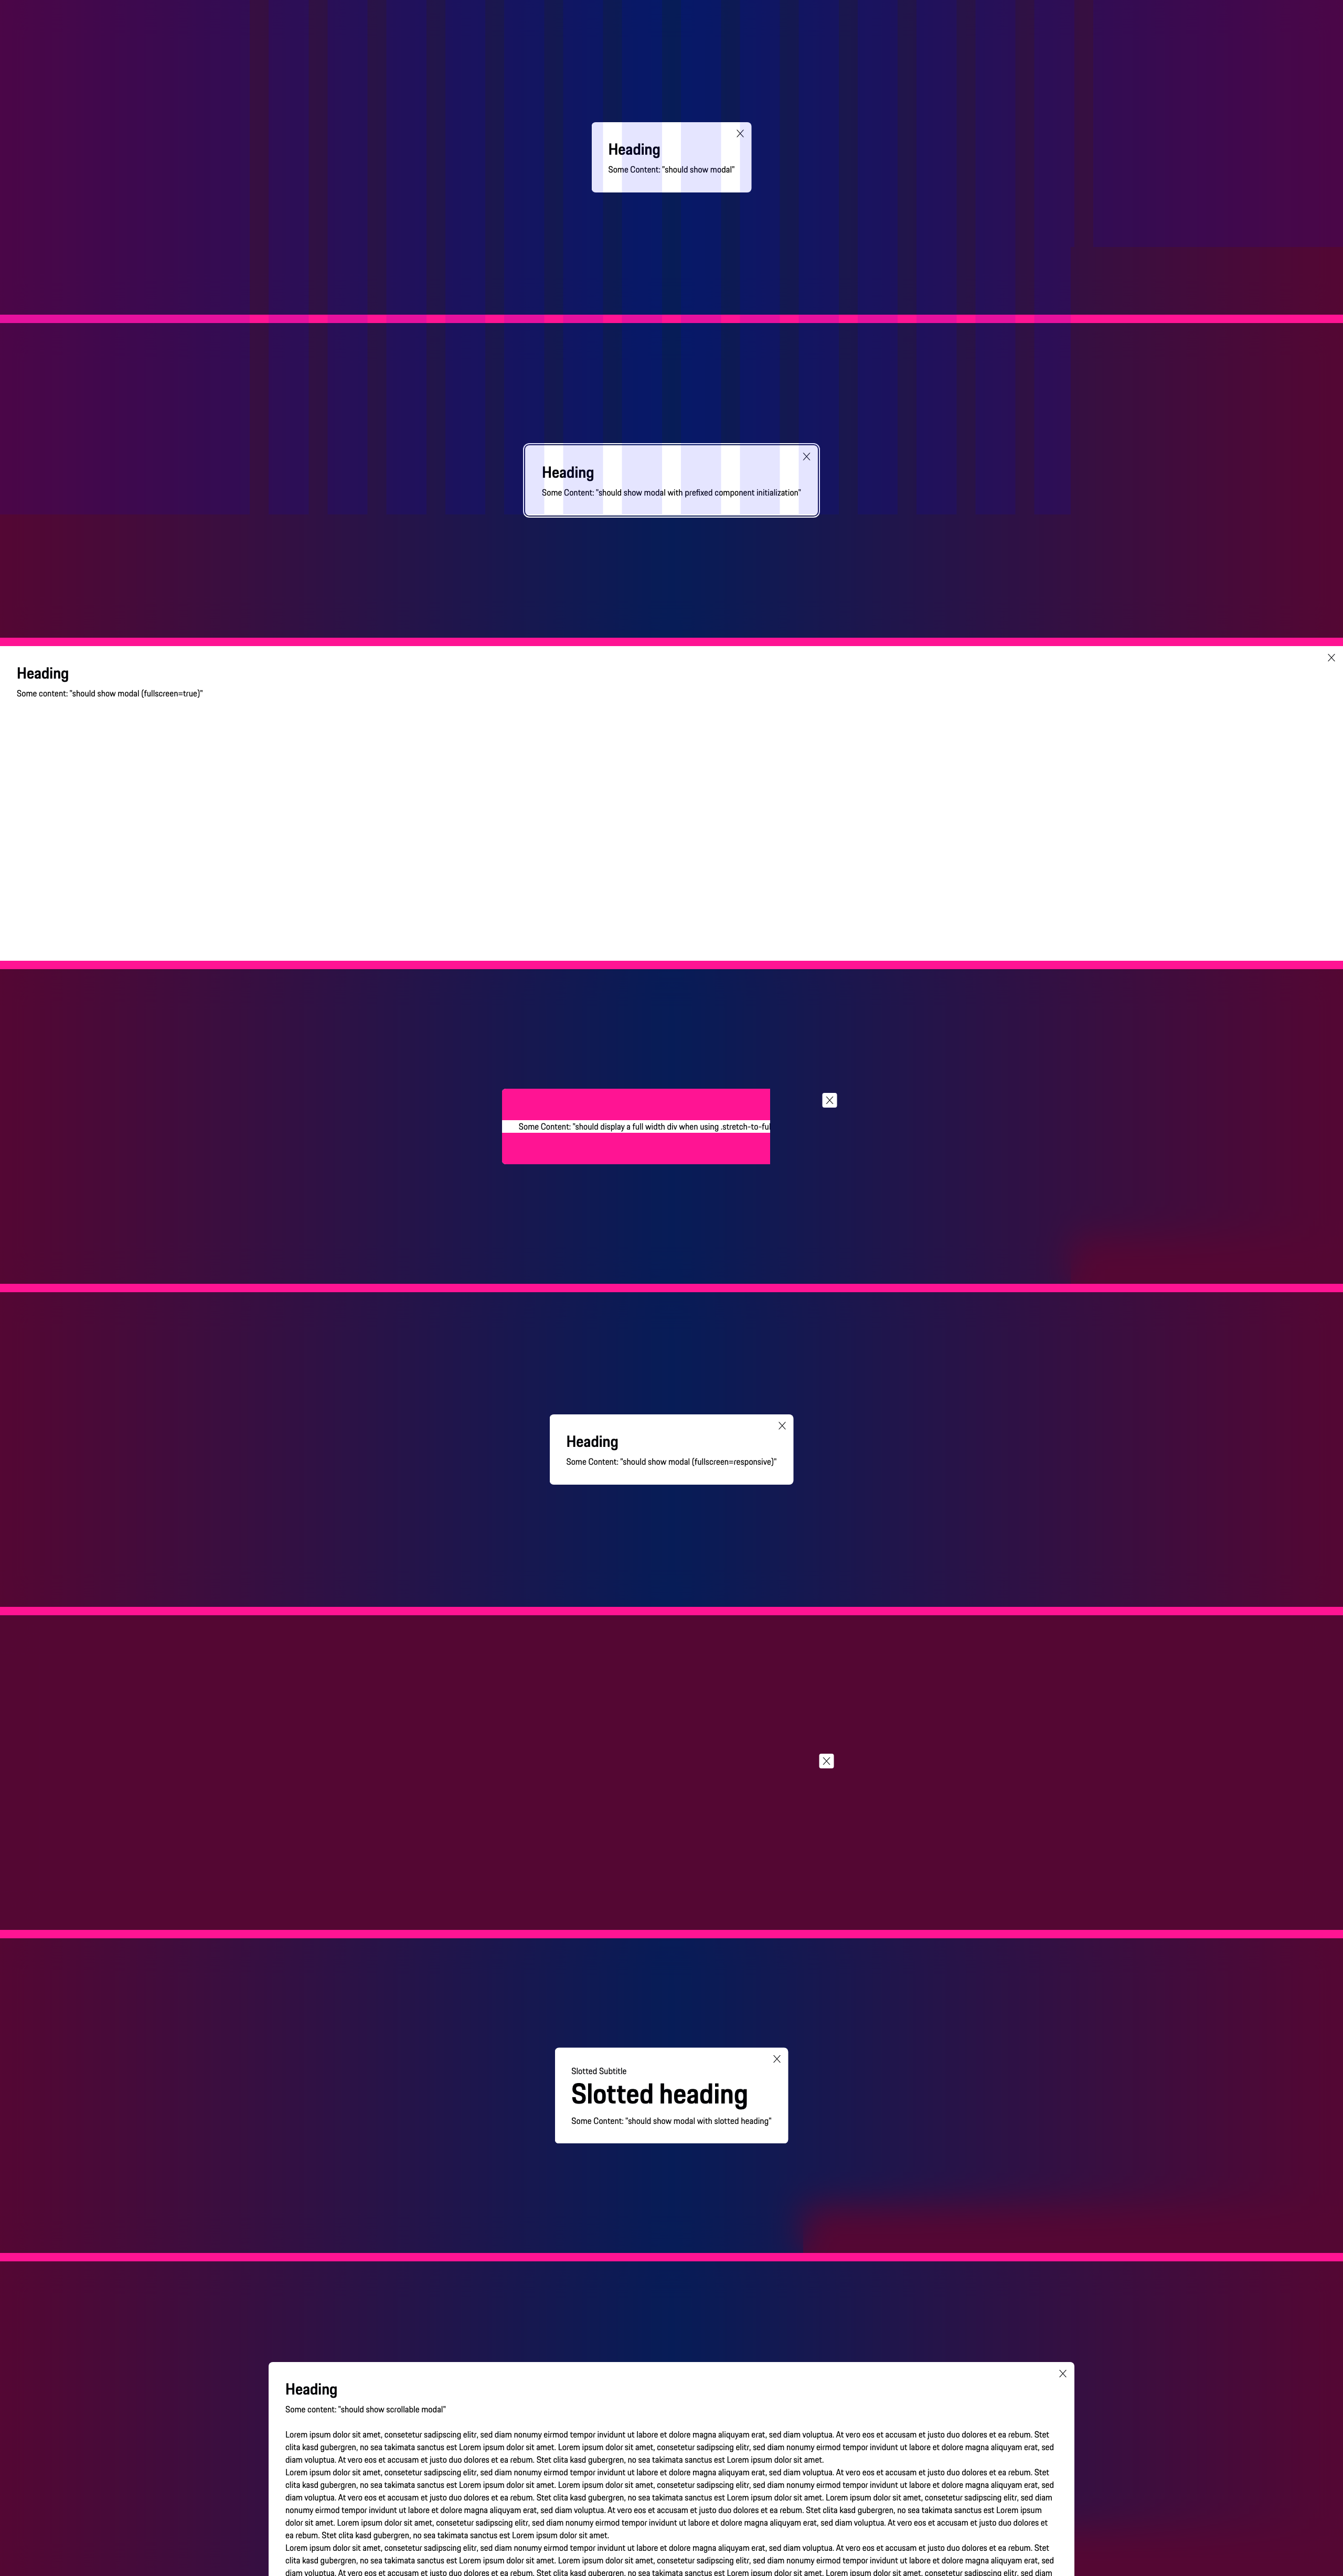 Heading
Some Content: "should show modal"
Heading
Some Content: "should show modal with prefixed component initialization"
Heading
Some content: "should show modal (fullscreen=true)"
Some Content: "should display a full width div when using .stretch-to-ful
Heading
Some Content: "should show modal (fullscreen=responsive)"
Slotted Subtitle
Slotted heading
Some Content: "should show modal with slotted heading"
Heading
Some content: "should show scrollable modal"
Lorem ipsum dolor sit amet, consetetur sadipscing elitr, sed diam nonumy eirmod tempor invidunt ut labore et dolore magna aliquyam erat, sed diam voluptua. At vero eos et accusam et justo duo dolores et ea rebum. Stet
clita kasd gubergren, no sea takimata sanctus est Lorem ipsum dolor sit amet. Lorem ipsum dolor sit amet, consetetur sadipscing elitr, sed diam nonumy eirmod tempor invidunt ut labore et dolore magna aliquyam erat, sed
diam voluptua. At vero eos et accusam et justo duo dolores et ea rebum. Stet clita kasd gubergren, no sea takimata sanctus est Lorem ipsum dolor sit amet.
Lorem ipsum dolor sit amet, consetetur sadipscing elitr, sed diam nonumy eirmod tempor invidunt ut labore et dolore magna aliquyam erat, sed diam voluptua. At vero eos et accusam et justo duo dolores et ea rebum. Stet
clita kasd gubergren, no sea takimata sanctus est Lorem ipsum dolor sit amet. Lorem ipsum dolor sit amet, consetetur sadipscing elitr, sed diam nonumy eirmod tempor invidunt ut labore et dolore magna aliquyam erat, sed
diam voluptua. At vero eos et accusam et justo duo dolores et ea rebum. Stet clita kasd gubergren, no sea takimata sanctus est Lorem ipsum dolor sit amet. Lorem ipsum dolor sit amet, consetetur sadipscing elitr, sed diam
nonumy eirmod tempor invidunt ut labore et dolore magna aliquyam erat, sed diam voluptua. At vero eos et accusam et justo duo dolores et ea rebum. Stet clita kasd gubergren, no sea takimata sanctus est Lorem ipsum
dolor sit amet. Lorem ipsum dolor sit amet, consetetur sadipscing elitr, sed diam nonumy eirmod tempor invidunt ut labore et dolore magna aliquyam erat, sed diam voluptua. At vero eos et accusam et justo duo dolores et
ea rebum. Stet clita kasd gubergren, no sea takimata sanctus est Lorem ipsum dolor sit amet.
Lorem ipsum dolor sit amet, consetetur sadipscing elitr, sed diam nonumy eirmod tempor invidunt ut labore et dolore magna aliquyam erat, sed diam voluptua. At vero eos et accusam et justo duo dolores et ea rebum. Stet
clita kasd gubergren, no sea takimata sanctus est Lorem ipsum dolor sit amet. Lorem ipsum dolor sit amet, consetetur sadipscing elitr, sed diam nonumy eirmod tempor invidunt ut labore et dolore magna aliquyam erat, sed
diam voluptua. At vero eos et accusam et justo duo dolores et ea rebum. Stet clita kasd gubergren, no sea takimata sanctus est Lorem ipsum dolor sit amet. Lorem ipsum dolor sit amet, consetetur sadipscing elitr, sed diam